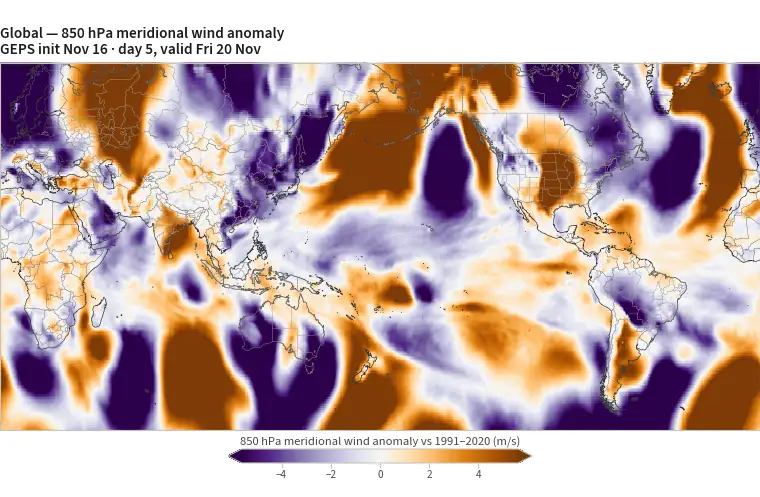 Global — 850 hPa meridional wind anomaly
GEPS init Nov 16 · day 5, valid Fri 20 Nov
850 hPa meridional wind anomaly vs 1991–2020 (m/s)
−4 −2 0 2 4